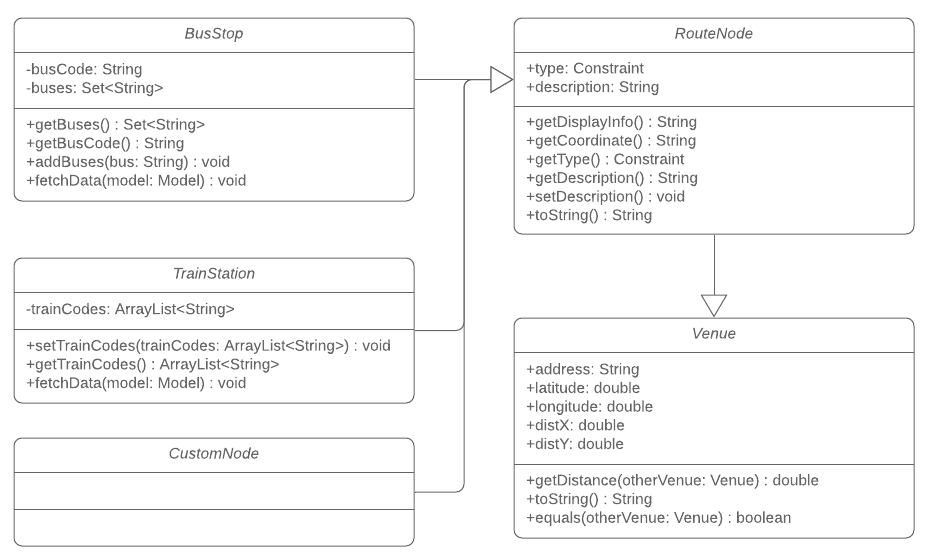 BusStop
-busCode: String
-buses: Set<String>
+getBuses() : Set<String>
+getBusCode() : String
+addBuses(bus: String) : void
+fetchData(model: Model) : void
TrainStation
-trainCodes: ArrayList<String>
+setTrainCodes(trainCodes: ArrayList<String>) : void
+getTrainCodes() : ArrayList<String>
+fetchData(model: Model) : void
CustomNode
RouteNode
+type: Constraint
+description: String
+getDisplayInfo() : String
+getCoordinate() : String
+getType() : Constraint
+getDescription() : String
+setDescription() : void
+toString() : String
Venue
+address: String
+latitude: double
+longitude: double
+distX: double
+distY: double
+getDistance(otherVenue: Venue) : double
+toString() : String
+equals(otherVenue: Venue) : boolean